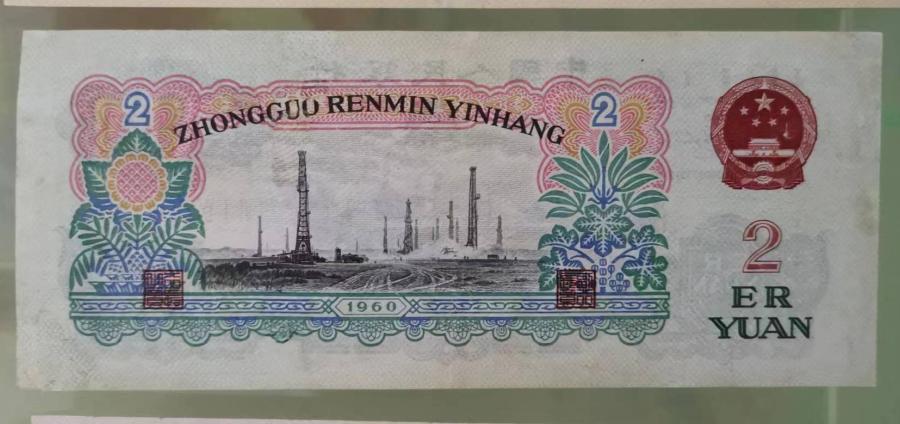 2
2
ZHONGGUO RENMIN YINHANG
2
ER
YUAN
1960